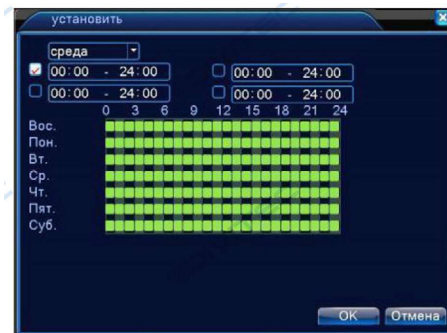 установить
среда
00:00 - 24:00 00:00 - 24:00
00:00 - 24:00 00:00 - 24:00
0 3 6 9 12 15 18 21 24
Вос.
Пон.
Вт.
Ср.
Чт.
Пят.
Суб.
OK Отмена